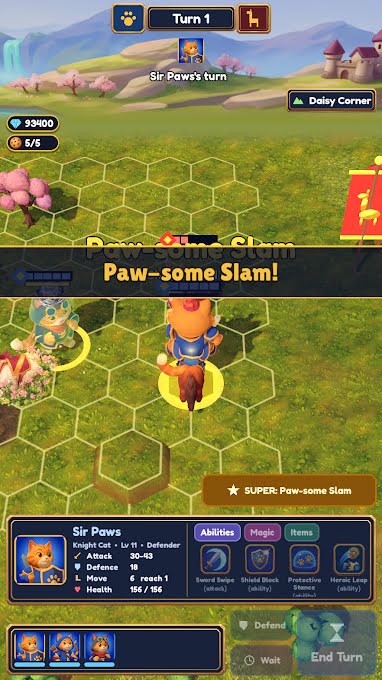 Turn 1
Sir Paws's turn
Daisy Corner
93400
5/5
Paw-some Slam
Paw-some Slam!
SUPER: Paw-some Slam
Sir Paws
Knight Cat • Lv 11 • Defender
Attack 30-43
Defence 18
Move 6 reach 1
Health 156 / 156
Abilities
Magic
Items
Sword Swipe
(attack)
Shield Block
(ability)
Protective
Stance
(ability)
Heroic Leap
(ability)
Defend
Wait
End Turn